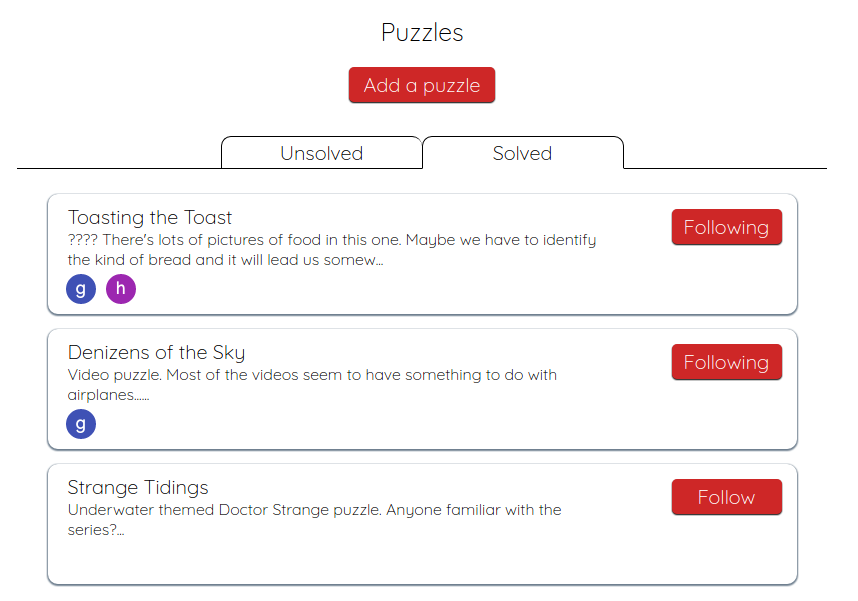 Puzzles
Add a puzzle
Unsolved
Solved
Toasting the Toast
Following
???? There's lots of pictures of food in this one. Maybe we have to identify
the kind of bread and it will lead us somew...
g
h
Denizens of the Sky
Following
Video puzzle. Most of the videos seem to have something to do with
airplanes......
g
Strange Tidings
Follow
Underwater themed Doctor Strange puzzle. Anyone familiar with the
series?...